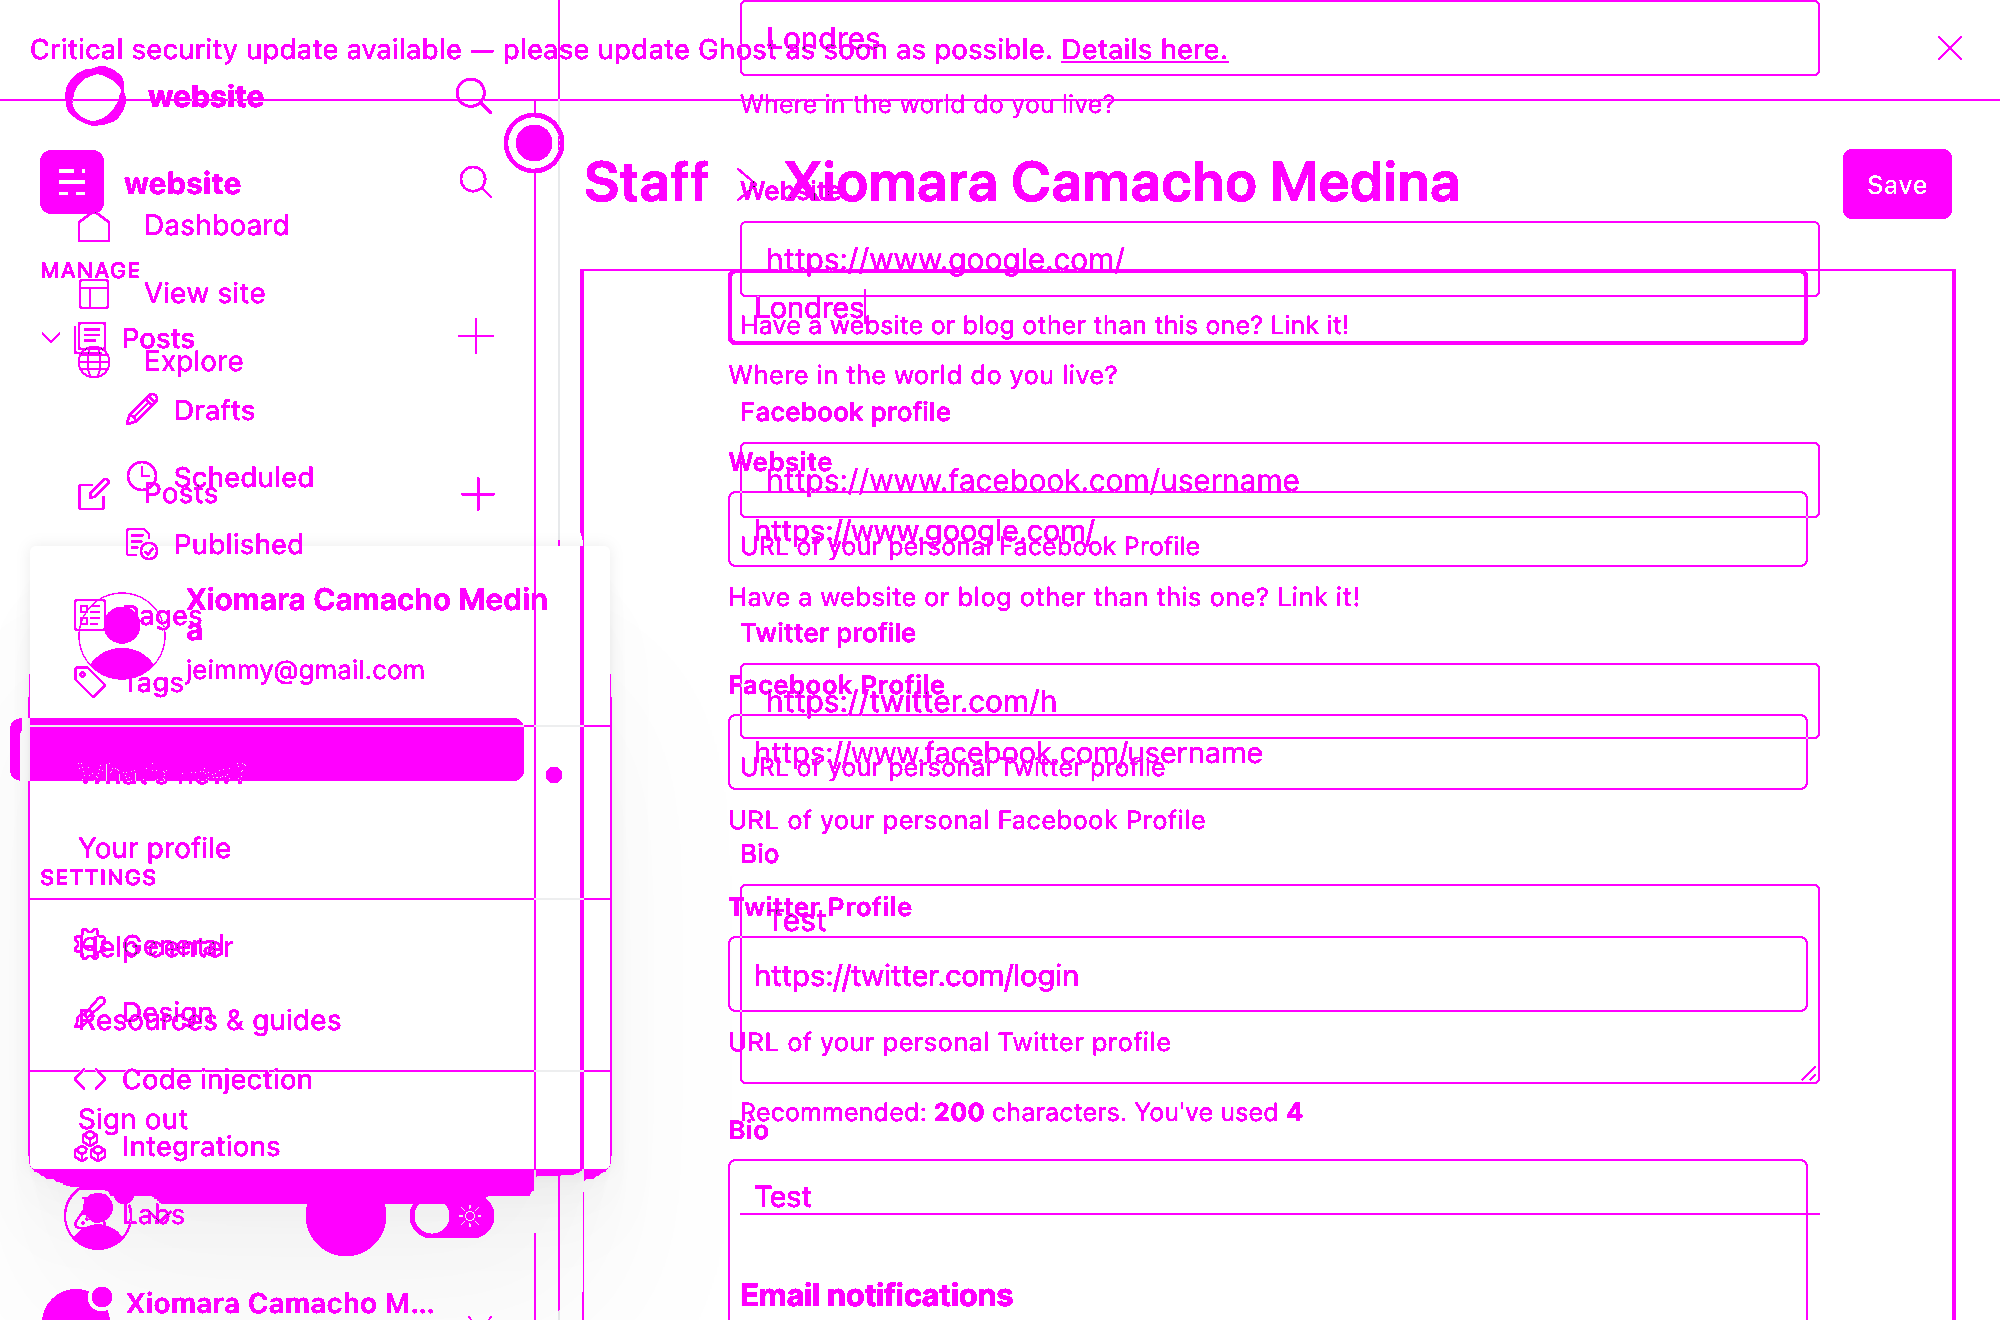 Critical security update available — please update Ghost as soon as possible. Details here.
Londres
Where in the world do you live?
website
website
Dashboard
MANAGE
View site
Posts
Explore
Drafts
Scheduled
Posts
Published
Xiomara Camacho Medin
a
Pages
jeimmy@gmail.com
Tags
What's new?
Your profile
SETTINGS
General
Help center
Design
Resources & guides
Code injection
Sign out
Integrations
Labs
Xiomara Camacho M...
Staff
Xiomara Camacho Medina
Save
Website
https://www.google.com/
Londres
Have a website or blog other than this one? Link it!
Where in the world do you live?
Facebook profile
Website
https://www.facebook.com/username
https://www.google.com/
URL of your personal Facebook Profile
Have a website or blog other than this one? Link it!
Twitter profile
Facebook Profile
https://twitter.com/h
https://www.facebook.com/username
URL of your personal Twitter profile
URL of your personal Facebook Profile
Bio
Twitter Profile
Test
https://twitter.com/login
URL of your personal Twitter profile
Recommended: 200 characters. You've used 4
Bio
Test
Email notifications